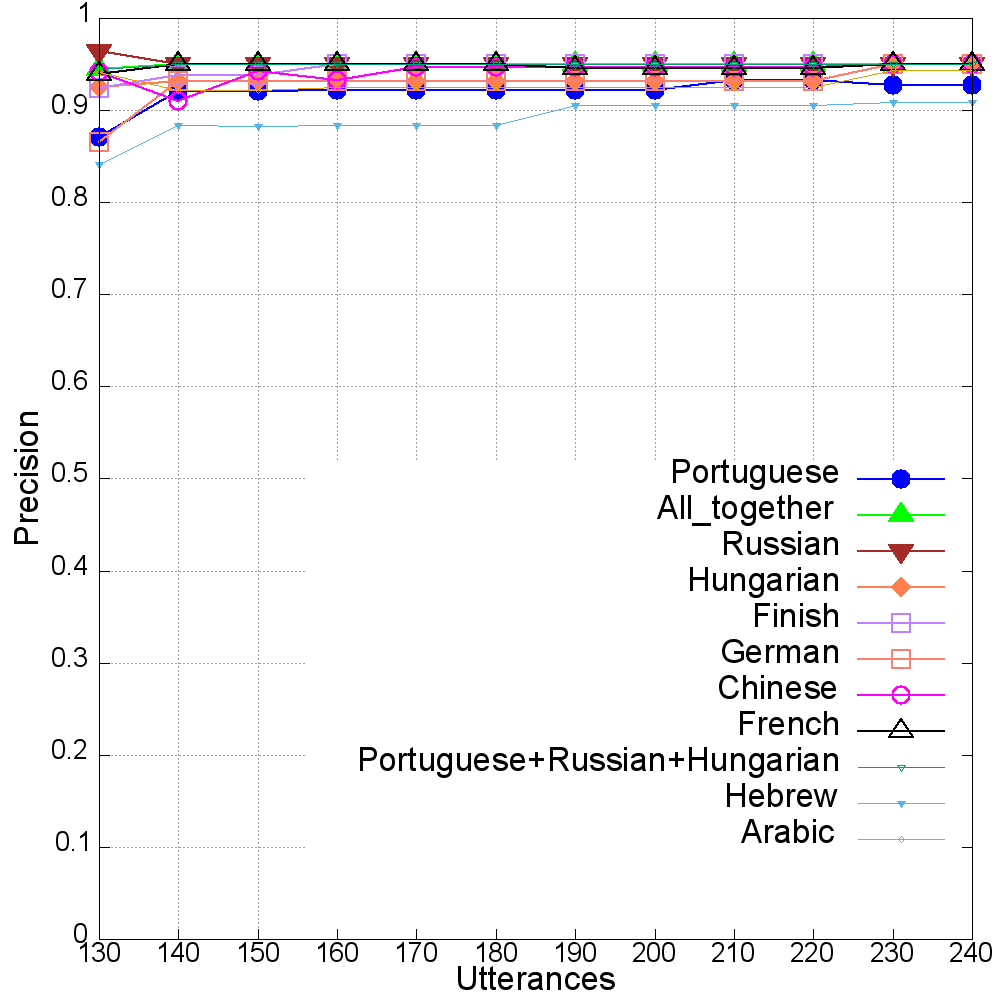 1
0.9
0.8
0.7
0.6
0.5
0.4
0.3
0.2
0.1
0
Precision
Portuguese
All_together
Russian
Hungarian
Finish
German
Chinese
French
Portuguese+Russian+Hungarian
Hebrew
Arabic
130 140 150 160 170 180 190 200 210 220 230 240
Utterances